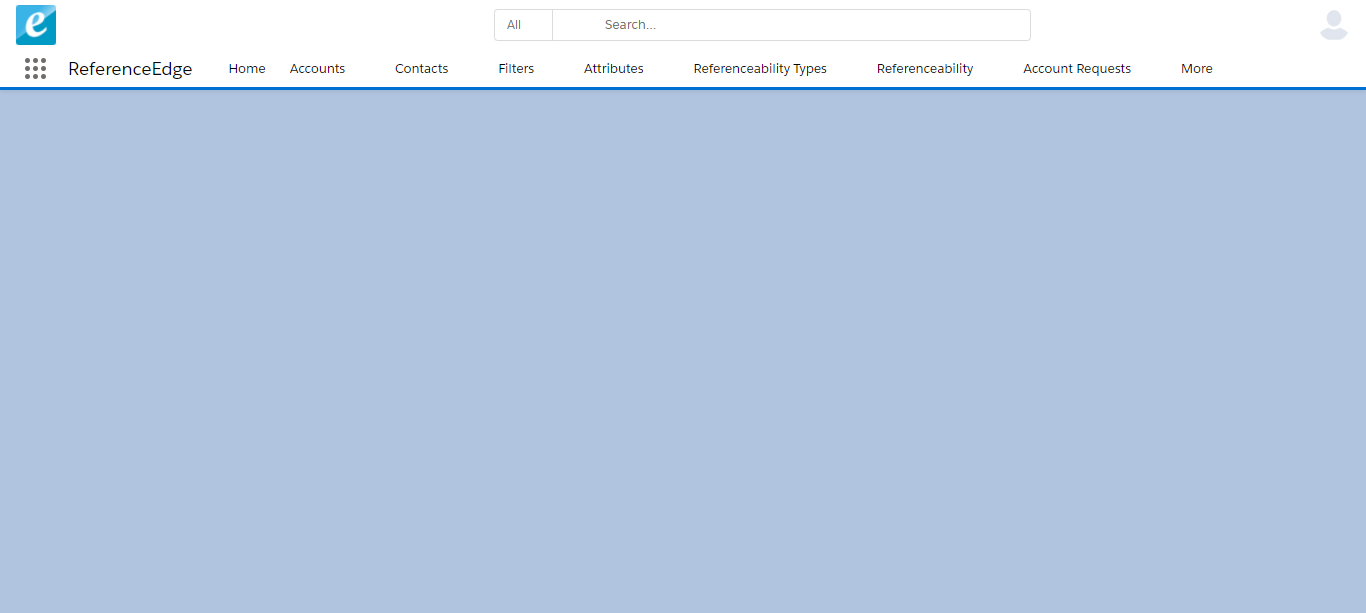 e
All Search...
ReferenceEdge Home Accounts Contacts Filters Attributes Referenceability Types Referenceability Account Requests More